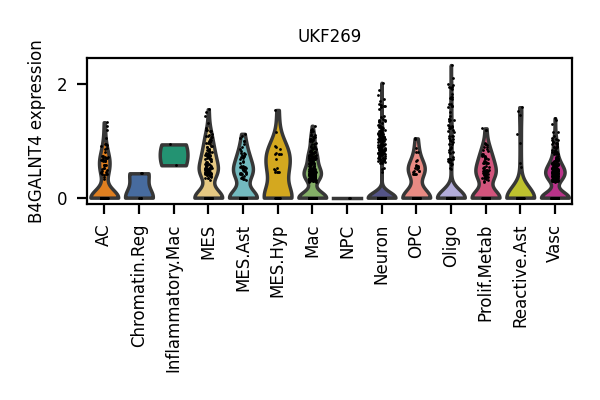 UKF269
B4GALNT4 expression
2
0
AC
Chromatin.Reg
Inflammatory.Mac
MES
MES.Ast
MES.Hyp
Mac
NPC
Neuron
OPC
Oligo
Prolif.Metab
Reactive.Ast
Vasc